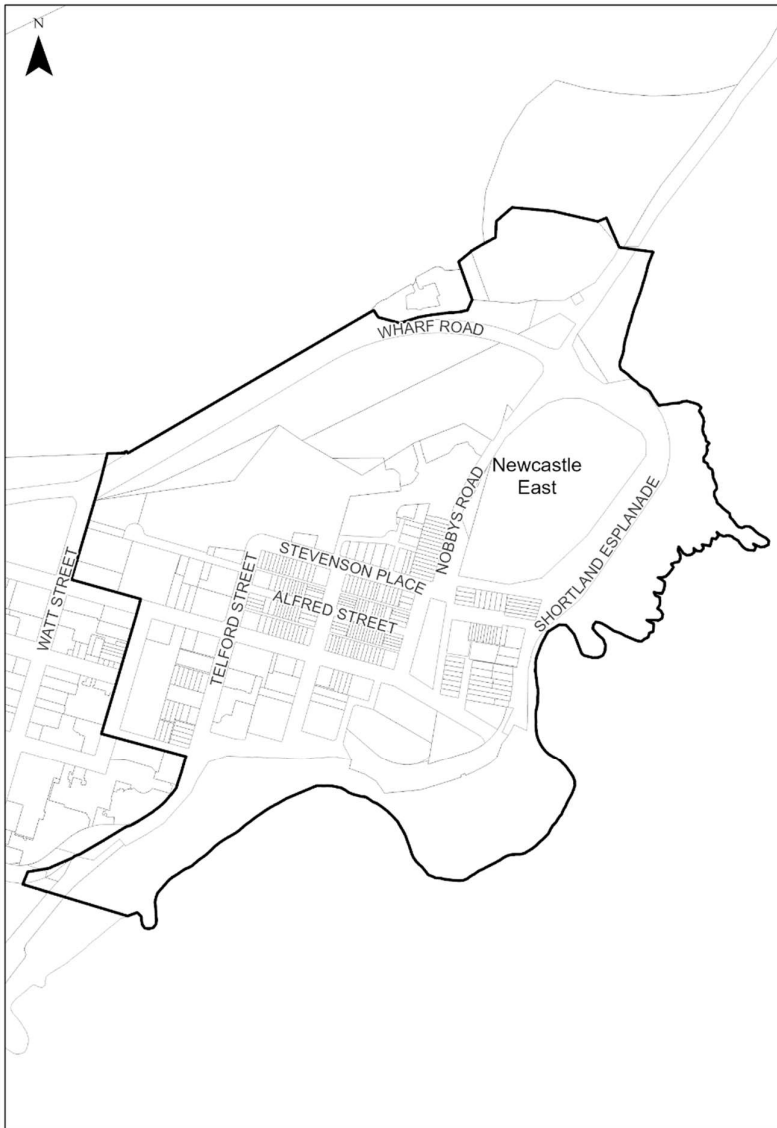 N
WHARF ROAD
Newcastle
East
NOBBYS ROAD
SHORTLAND ESPLANADE
STEVENSON PLACE
ALFRED STREET
TELFORD STREET
WATT STREET